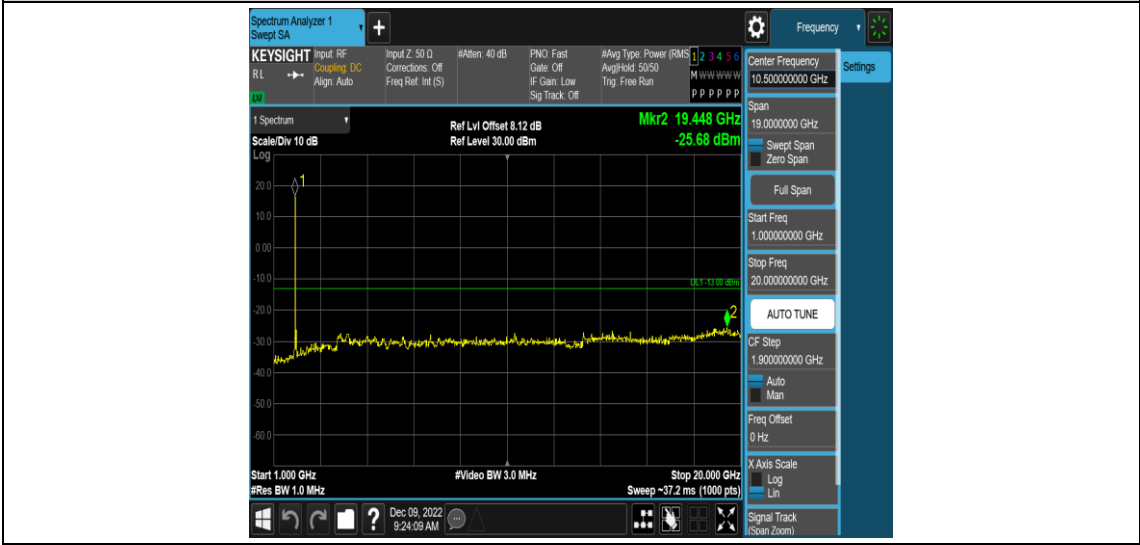 Spectrum Analyzer 1
Swept SA
Frequency
KEYSIGHT
RL
LM
Input: RF
Coupling: DC
Align: Auto
Input Z: 50 Ω
Corrections: Off
Freq Ref: Int (S)
#Atten: 40 dB
PNO: Fast
Gate: Off
IF Gain: Low
Sig Track: Off
#Avg Type: Power (RMS
Avg|Hold: 50/50
Trig: Free Run
1 2 3 4 5 6
M W W W W W
P P P P P P
1 Spectrum
Scale/Div 10 dB
Log
Ref Lvl Offset 8.12 dB
Ref Level 30.00 dBm
Mkr2 19.448 GHz
-25.68 dBm
1
20.0
10.0
0.00
-10.0
DL1 -13.00 dBm
-20.0
2
-30.0
-40.0
-50.0
-60.0
Start 1.000 GHz
#Video BW 3.0 MHz
Stop 20.000 GHz
#Res BW 1.0 MHz
Sweep ~37.2 ms (1000 pts)
Dec 09, 2022
9:24:09 AM
Center Frequency
10.500000000 GHz
Settings
Span
19.0000000 GHz
Swept Span
Zero Span
Full Span
Start Freq
1.000000000 GHz
Stop Freq
20.000000000 GHz
AUTO TUNE
CF Step
1.900000000 GHz
Auto
Man
Freq Offset
0 Hz
X Axis Scale
Log
Lin
Signal Track
(Span Zoom)